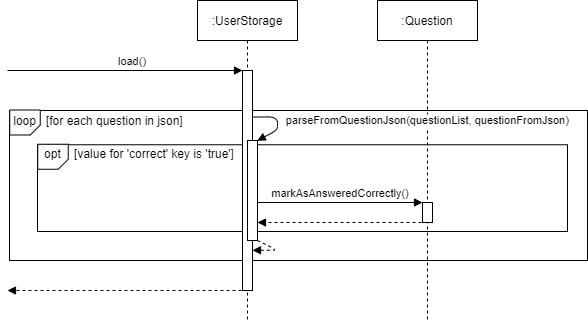 :UserStorage
:Question
load()
loop
[for each question in json]
parseFromQuestionJson(questionList, questionFromJson)
opt
[value for 'correct' key is 'true']
markAsAnsweredCorrectly()